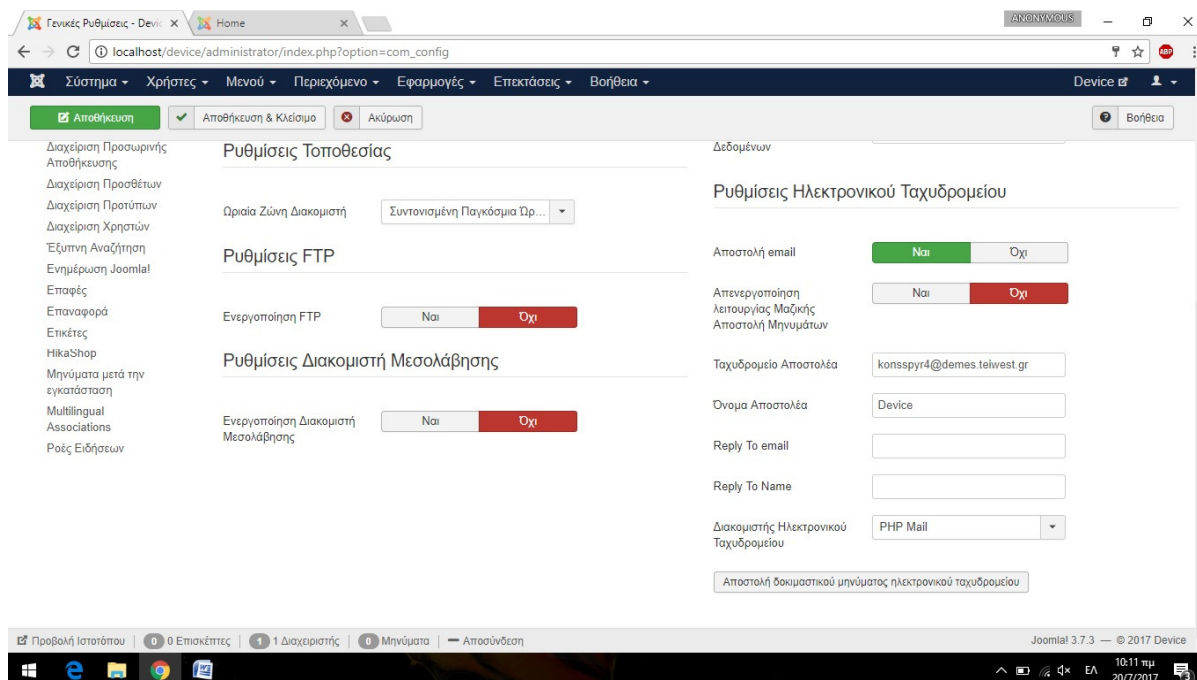 Γενικές Ρυθμίσεις - Devic
Home
ANONYMOUS
localhost/device/administrator/index.php?option=com_config
ABP
Σύστημα Χρήστες Μενού Περιεχόμενο Εφαρμογές Επεκτάσεις Βοήθεια Device
Αποθήκευση Αποθήκευση & Κλείσιμο Ακύρωση Βοήθεια
Διαχείριση Προσωρινής
Αποθήκευσης
Διαχείριση Προσθέτων
Διαχείριση Προτύπων
Διαχείριση Χρηστών
Έξυπνη Αναζήτηση
Ενημέρωση Joomla!
Επαφές
Επαναφορά
Ετικέτες
HikaShop
Μηνύματα μετά την
εγκατάσταση
Multilingual
Associations
Ροές Ειδήσεων
Ρυθμίσεις Τοποθεσίας
Ωριαία Ζώνη Διακομιστή Συντονισμένη Παγκόσμια Ώρ...
Ρυθμίσεις FTP
Ενεργοποίηση FTP Ναι Όχι
Ρυθμίσεις Διακομιστή Μεσολάβησης
Ενεργοποίηση Διακομιστή
Μεσολάβησης
Ναι Όχι
Δεδομένων
Ρυθμίσεις Ηλεκτρονικού Ταχυδρομείου
Αποστολή email Ναι Όχι
Απενεργοποίηση
λειτουργίας Μαζικής
Αποστολή Μηνυμάτων
Ναι Όχι
Ταχυδρομείο Αποστολέα konsspyr4@demes.teiwest.gr
Όνομα Αποστολέα Device
Reply To email
Reply To Name
Διακομιστής Ηλεκτρονικού
Ταχυδρομείου
PHP Mail
Αποστολή δοκιμαστικού μηνύματος ηλεκτρονικού ταχυδρομείου
Προβολή Ιστοτόπου 0 0 Επισκέπτες 1 1 Διαχειριστής 0 Μηνύματα Αποσύνδεση Joomla! 3.7.3 — © 2017 Device
ΕΛ 10:11 πμ
20/7/2017 3